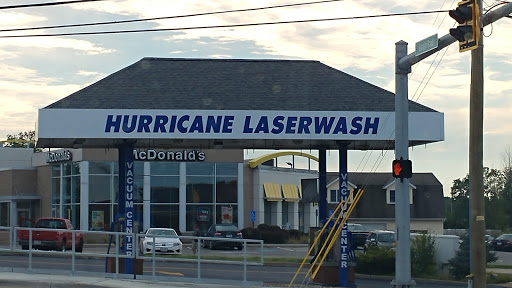 HURRICANE LASERWASH
McDonald's
McDonald's
VACUUM CENTER
VACUUM CENTER